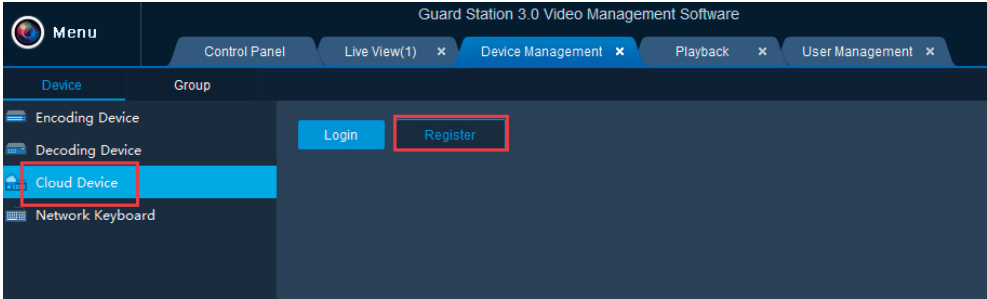 Guard Station 3.0 Video Management Software
Menu
Control Panel Live View(1) × Device Management × Playback × User Management ×
Device Group
Encoding Device
Decoding Device
Cloud Device
Network Keyboard
Login Register